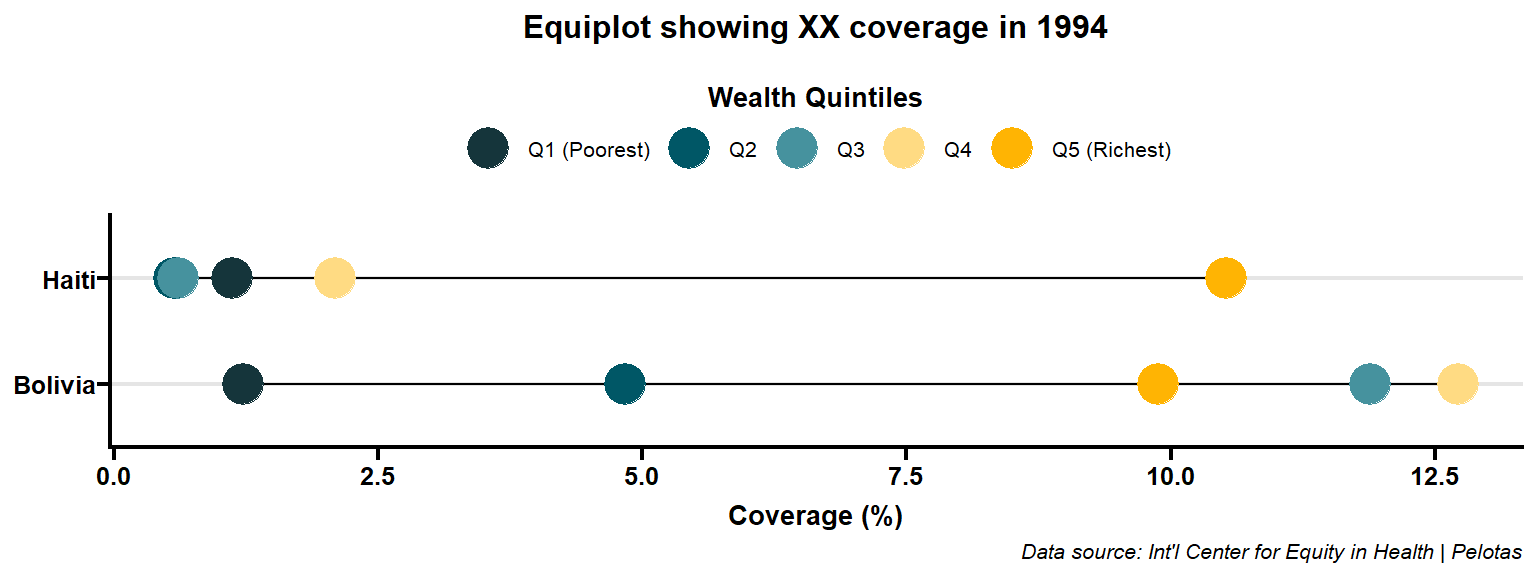 Equiplot showing XX coverage in 1994
Wealth Quintiles
Q1 (Poorest) Q2 Q3 Q4 Q5 (Richest)
Haiti
Bolivia
0.0 2.5 5.0 7.5 10.0 12.5
Coverage (%)
Data source: Int'l Center for Equity in Health | Pelotas